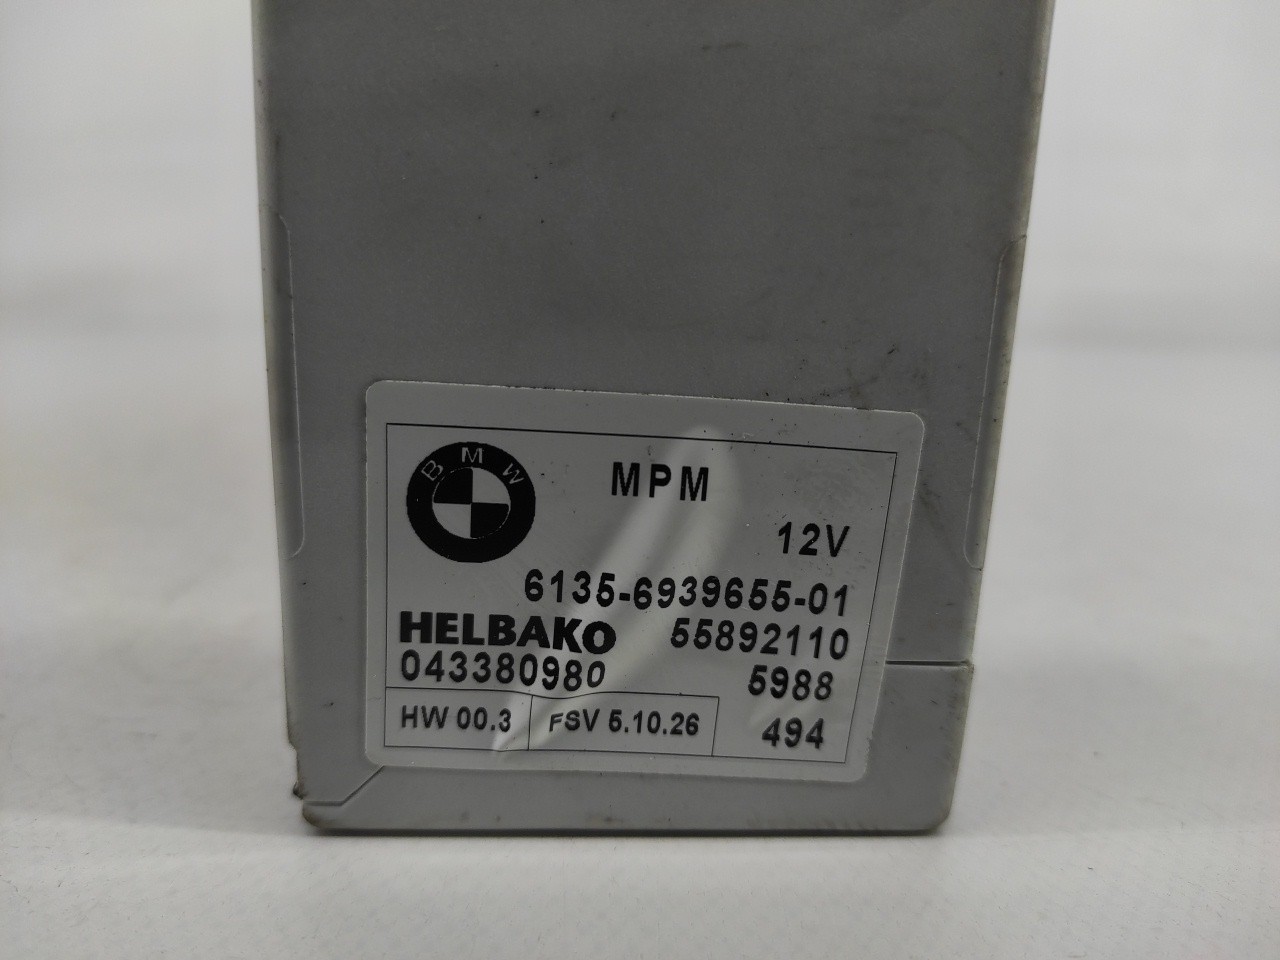 BMW
MPM
12V
6135-6939655-01
HELBAKO 55892110
043380980 5988
HW 00.3 FSV 5.10.26 494